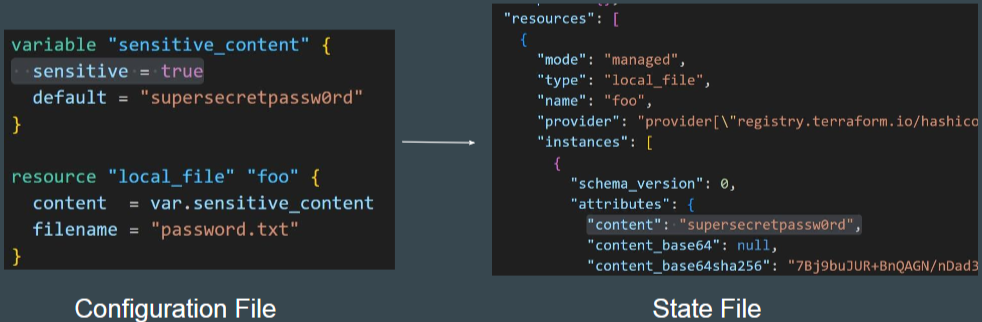 variable "sensitive_content" {
sensitive = true
default = "supersecretpassw0rd"
}
resource "local_file" "foo" {
content = var.sensitive_content
filename = "password.txt"
}
Configuration File
"resources": [
{
"mode": "managed",
"type": "local_file",
"name": "foo",
"provider": "provider[\"registry.terraform.io/hashico
"instances": [
{
"schema_version": 0,
"attributes": {
"content": "supersecretpassw0rd",
"content_base64": null,
"content_base64sha256": "7Bj9buJUR+BnQAGN/nDad3
State File